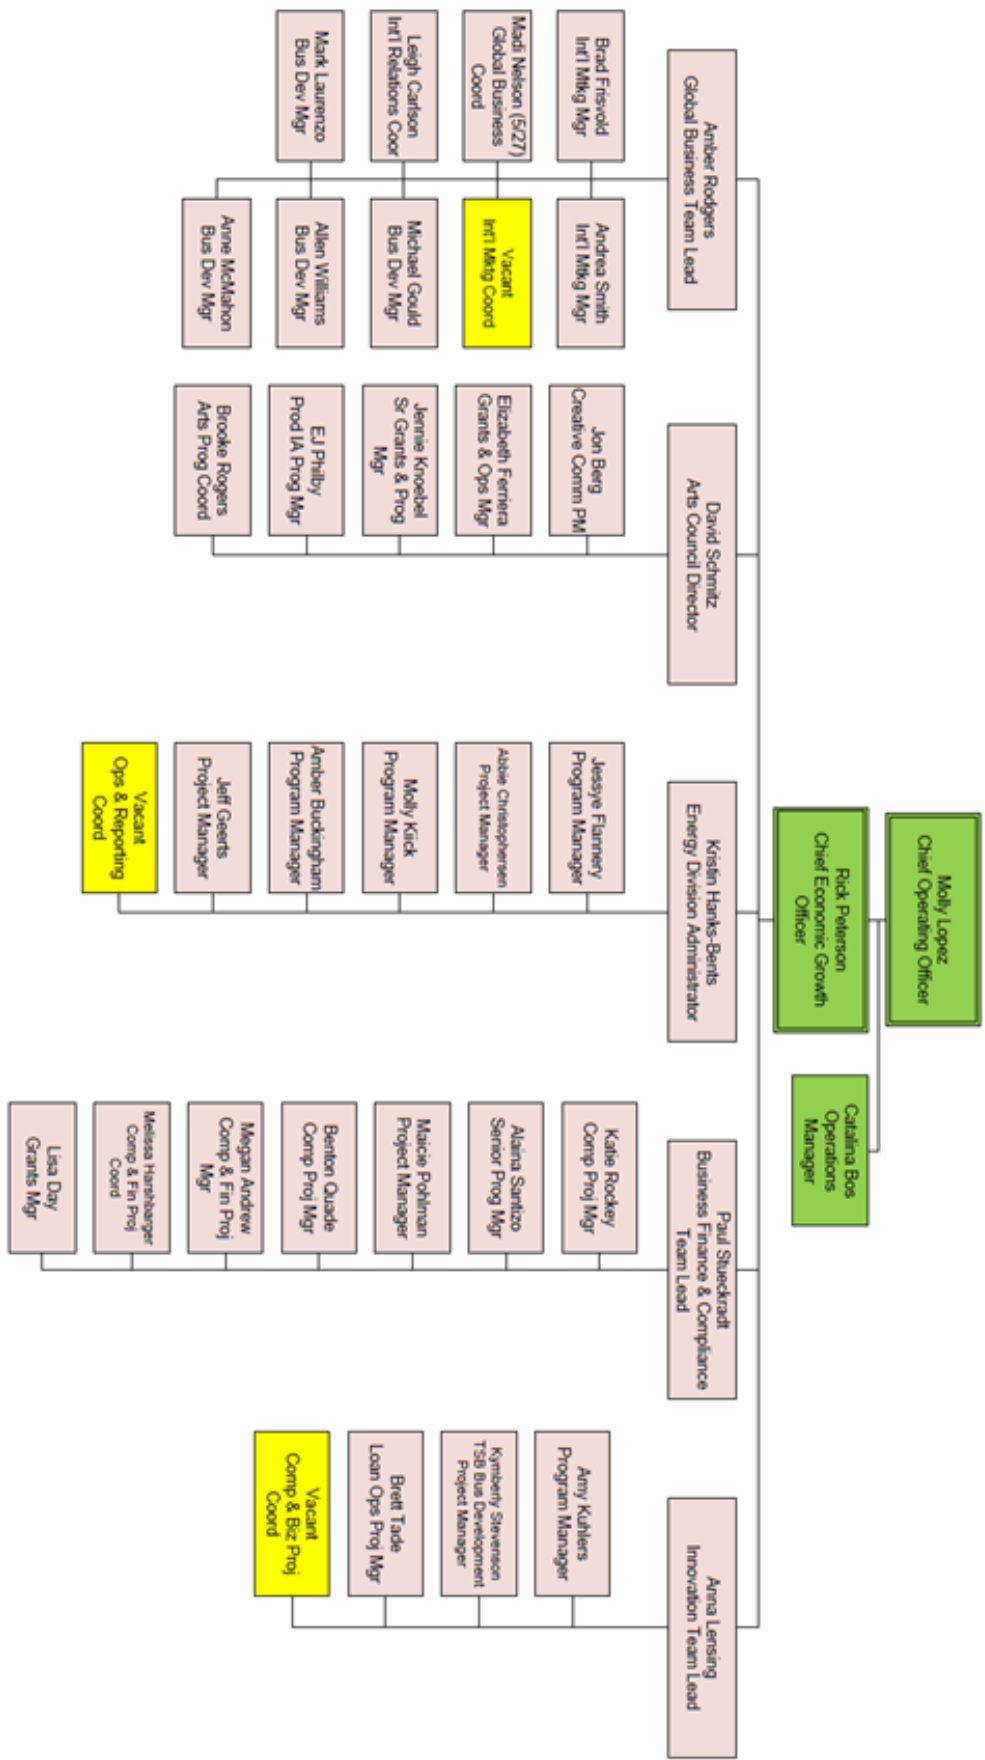 Molly Lopez
Chief Operating Officer
Rick Peterson
Chief Economic Growth
Officer
Catalina Bos
Operations
Manager
Amber Rodgers
Global Business Team Lead
Brad Frisvold
Int'l Mtkg Mgr
Andrea Smith
Int'l Mtkg Mgr
Madi Nelson (5/27)
Global Business
Coord
Vacant
Int'l Mktg Coord
Leigh Carlson
Int'l Relations Coor
Michael Gould
Bus Dev Mgr
Mark Laurenzo
Bus Dev Mgr
Allen Williams
Bus Dev Mgr
Anne McMahon
Bus Dev Mgr
David Schmitz
Arts Council Director
Jon Berg
Creative Comm PM
Elizabeth Ferriera
Grants & Ops Mgr
Jennie Knoebel
Sr Grants & Prog
Mgr
EJ Philby
Prod IA Prog Mgr
Brooke Rogers
Arts Prog Coord
Kristin Hanks-Bents
Energy Division Administrator
Jessye Flannery
Program Manager
Abbie Christophersen
Project Manager
Molly Kiick
Program Manager
Amber Buckingham
Program Manager
Jeff Geerts
Project Manager
Vacant
Ops & Reporting
Coord
Paul Stueckradt
Business Finance & Compliance
Team Lead
Katie Rockey
Comp Proj Mgr
Alaina Santizo
Senior Prog Mgr
Maicie Pohlman
Project Manager
Benton Quade
Comp Proj Mgr
Megan Andrew
Comp & Fin Proj
Mgr
Melissa Harshbarger
Comp & Fin Proj
Coord
Lisa Day
Grants Mgr
Anna Lensing
Innovation Team Lead
Amy Kuhlers
Program Manager
Kymberly Stevenson
TSB Bus Development
Project Manager
Brett Tade
Loan Ops Proj Mgr
Vacant
Comp & Biz Proj
Coord